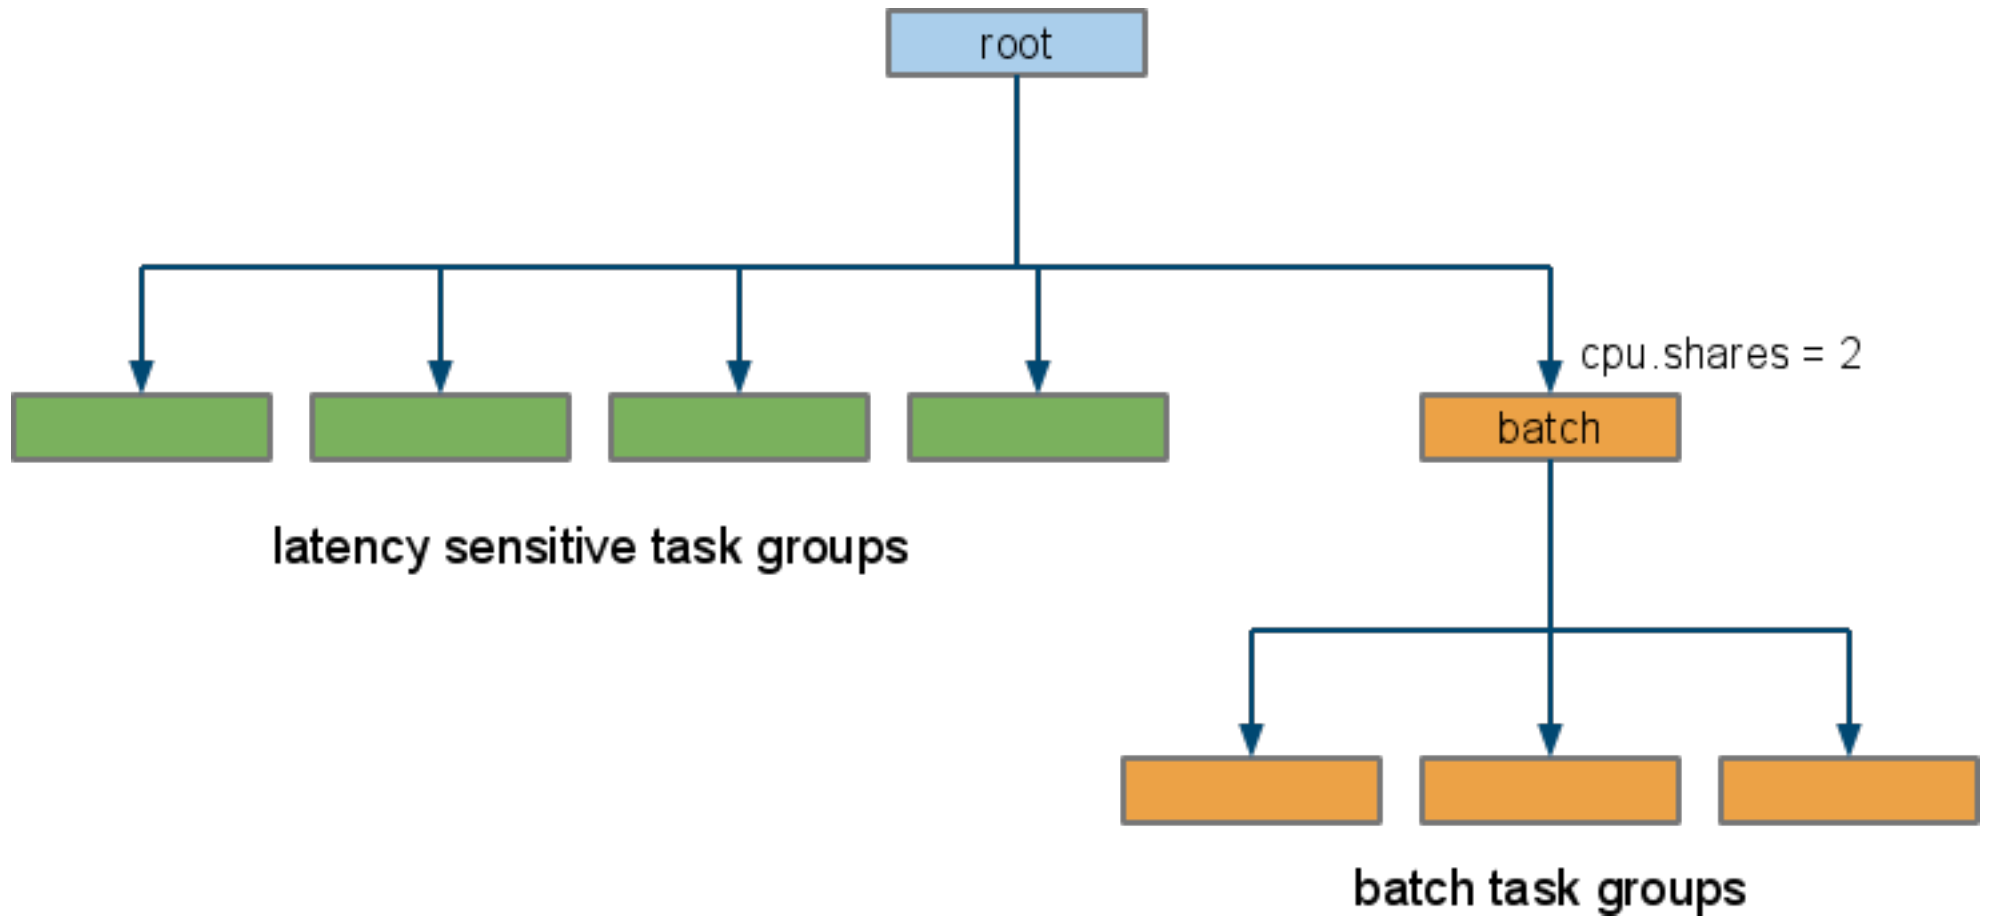 root
cpu.shares = 2
batch
latency sensitive task groups
batch task groups